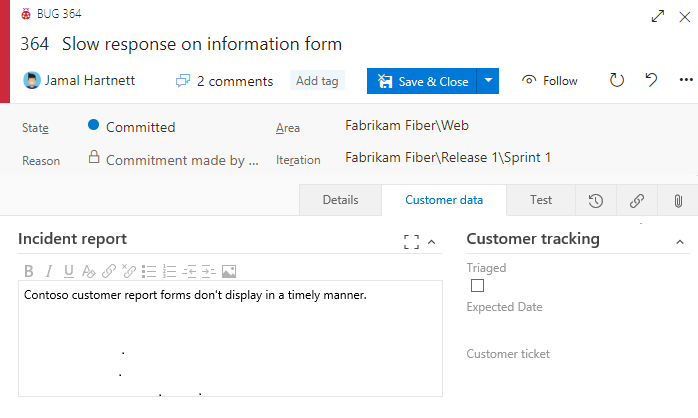 BUG 364
364 Slow response on information form
Jamal Hartnett 2 comments Add tag Save & Close Follow
State Committed Area Fabrikam Fiber\Web
Reason Commitment made by ... Iteration Fabrikam Fiber\Release 1\Sprint 1
Details Customer data Test
Incident report Customer tracking
B I U
Triaged
Contoso customer report forms don't display in a timely manner.
Expected Date
Customer ticket